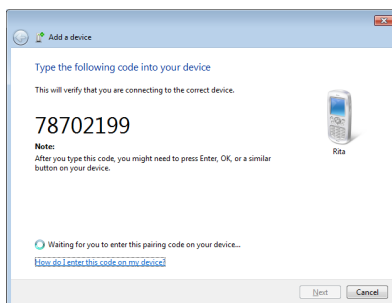 Add a device
Type the following code into your device
This will verify that you are connecting to the correct device.
78702199
Note:
After you type this code, you might need to press Enter, OK, or a similar
button on your device.
Rita
Waiting for you to enter this pairing code on your device...
How do I enter this code on my device?
Next Cancel